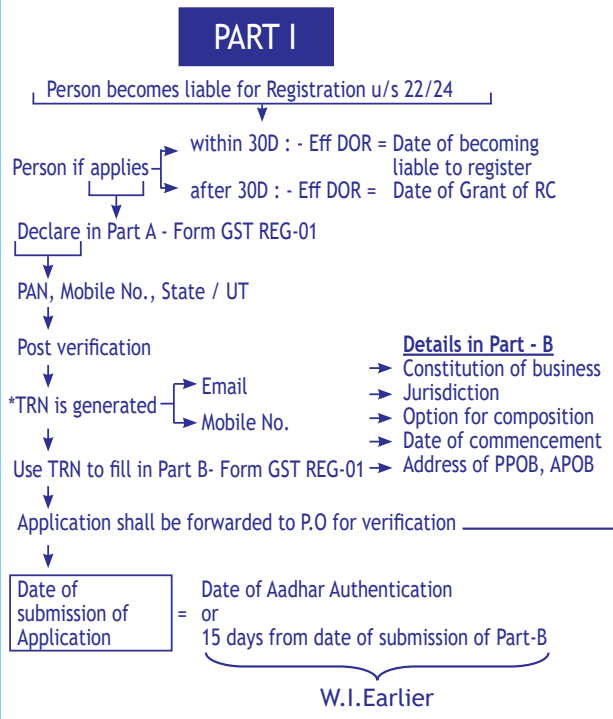 PART I
Person becomes liable for Registration u/s 22/24
within 30D : - Eff DOR = Date of becoming
liable to register
Person if applies
after 30D : - Eff DOR = Date of Grant of RC
Declare in Part A - Form GST REG-01
PAN, Mobile No., State / UT
Post verification
*TRN is generated
Email
Mobile No.
Details in Part - B
Constitution of business
Jurisdiction
Option for composition
Date of commencement
Address of PPOB, APOB
Use TRN to fill in Part B- Form GST REG-01
Application shall be forwarded to P.O for verification
Date of
submission of
Application
=
Date of Aadhar Authentication
or
15 days from date of submission of Part-B
W.I.Earlier